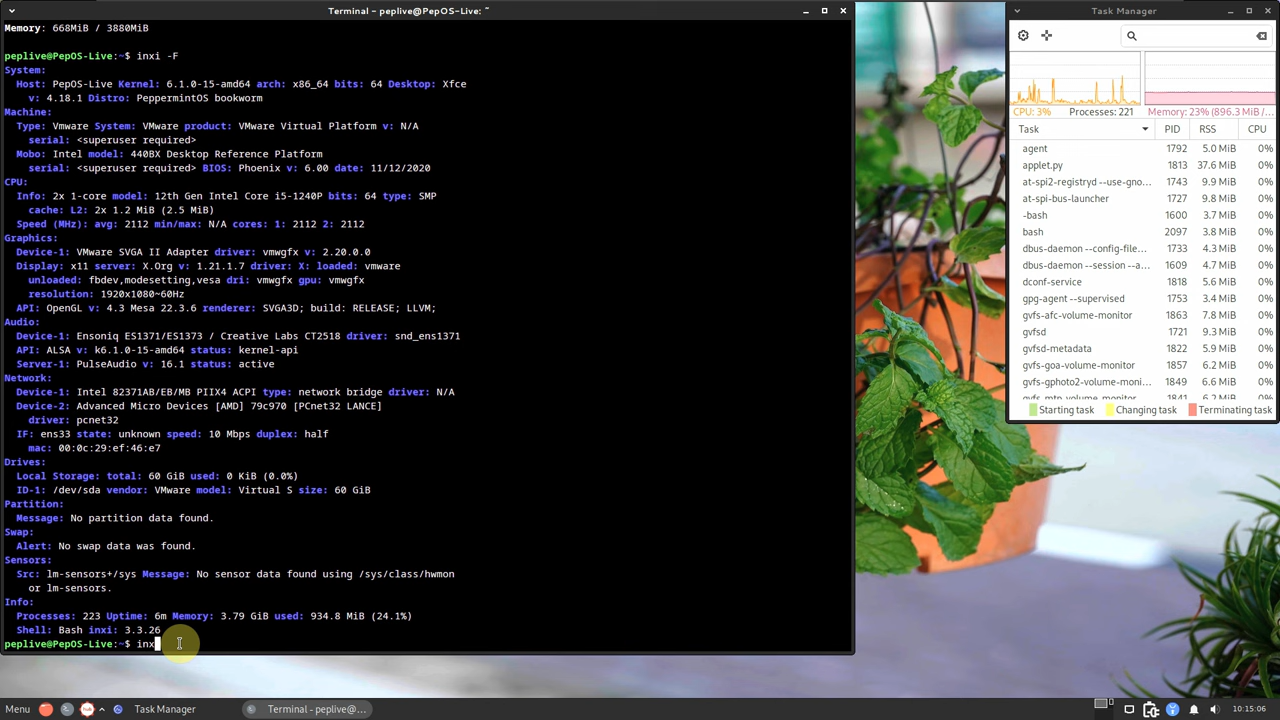 Terminal - peplive@PepOS-Live: ~
Memory: 668MiB / 3880MiB
peplive@PepOS-Live:~$ inxi -F
System:
Host: PepOS-Live Kernel: 6.1.0-15-amd64 arch: x86_64 bits: 64 Desktop: Xfce
v: 4.18.1 Distro: PeppermintOS bookworm
Machine:
Type: Vmware System: VMware product: VMware Virtual Platform v: N/A
serial: <superuser required>
Mobo: Intel model: 440BX Desktop Reference Platform
serial: <superuser required> BIOS: Phoenix v: 6.00 date: 11/12/2020
CPU:
Info: 2x 1-core model: 12th Gen Intel Core i5-1240P bits: 64 type: SMP
cache: L2: 2x 1.2 MiB (2.5 MiB)
Speed (MHz): avg: 2112 min/max: N/A cores: 1: 2112 2: 2112
Graphics:
Device-1: VMware SVGA II Adapter driver: vmwgfx v: 2.20.0.0
Display: x11 server: X.Org v: 1.21.1.7 driver: X: loaded: vmware
unloaded: fbdev,modesetting,vesa dri: vmwgfx gpu: vmwgfx
resolution: 1920x1080~60Hz
API: OpenGL v: 4.3 Mesa 22.3.6 renderer: SVGA3D; build: RELEASE; LLVM;
Audio:
Device-1: Ensoniq ES1371/ES1373 / Creative Labs CT2518 driver: snd_ens1371
API: ALSA v: k6.1.0-15-amd64 status: kernel-api
Server-1: PulseAudio v: 16.1 status: active
Network:
Device-1: Intel 82371AB/EB/MB PIIX4 ACPI type: network bridge driver: N/A
Device-2: Advanced Micro Devices [AMD] 79c970 [PCnet32 LANCE]
driver: pcnet32
IF: ens33 state: unknown speed: 10 Mbps duplex: half
mac: 00:0c:29:ef:46:e7
Drives:
Local Storage: total: 60 GiB used: 0 KiB (0.0%)
ID-1: /dev/sda vendor: VMware model: Virtual S size: 60 GiB
Partition:
Message: No partition data found.
Swap:
Alert: No swap data was found.
Sensors:
Src: lm-sensors+/sys Message: No sensor data found using /sys/class/hwmon
or lm-sensors.
Info:
Processes: 223 Uptime: 6m Memory: 3.79 GiB used: 934.8 MiB (24.1%)
Shell: Bash inxi: 3.3.26
peplive@PepOS-Live:~$ inx
Task Manager
CPU: 3% Processes: 221 Memory: 23% (896.3 MiB /...
Task PID RSS CPU
agent 1792 5.0 MiB 0%
applet.py 1813 37.6 MiB 0%
at-spi2-registryd --use-gno... 1743 9.9 MiB 0%
at-spi-bus-launcher 1727 9.8 MiB 0%
-bash 1600 3.7 MiB 0%
bash 2097 3.8 MiB 0%
dbus-daemon --config-file... 1733 4.3 MiB 0%
dbus-daemon --session --a... 1609 4.7 MiB 0%
dconf-service 1818 5.6 MiB 0%
gpg-agent --supervised 1753 3.4 MiB 0%
gvfs-afc-volume-monitor 1863 7.8 MiB 0%
gvfsd 1721 9.3 MiB 0%
gvfsd-metadata 1822 5.9 MiB 0%
gvfs-goa-volume-monitor 1857 6.2 MiB 0%
gvfs-gphoto2-volume-moni... 1849 6.6 MiB 0%
gvfs-mtp-volume-monitor 1841 6.2 MiB 0%
Starting task Changing task Terminating task
Menu Task Manager Terminal - peplive@... 10:15:06